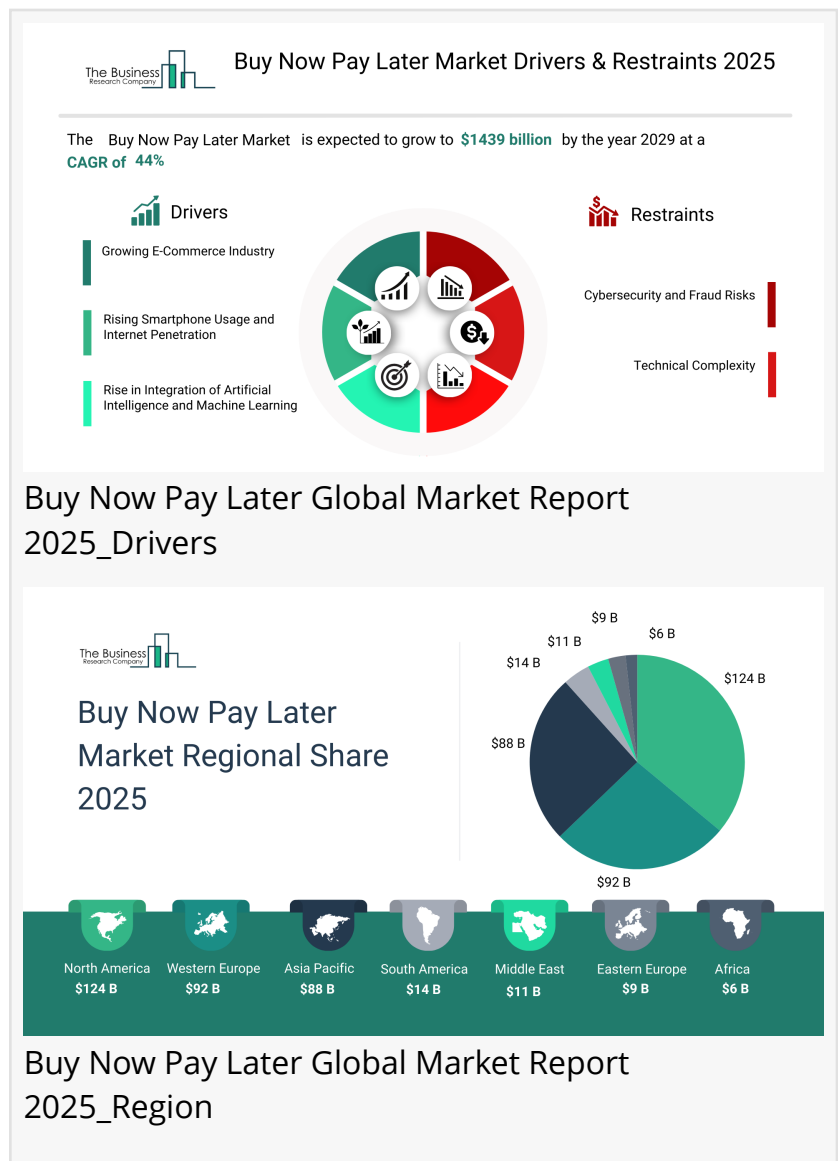 The Business
Research Company
Buy Now Pay Later Market Drivers & Restraints 2025
The Buy Now Pay Later Market is expected to grow to $1439 billion by the year 2029 at a
CAGR of 44%
Drivers
Growing E-Commerce Industry
Rising Smartphone Usage and
Internet Penetration
Rise in Integration of Artificial
Intelligence and Machine Learning
$
Restraints
Cybersecurity and Fraud Risks
Technical Complexity
$
Buy Now Pay Later Global Market Report
2025_Drivers
The Business
Research Company
Buy Now Pay Later
Market Regional Share
2025
$9 B
$6 B
$11 B
$14 B
$124 B
$88 B
$92 B
North America
$124 B
Western Europe
$92 B
Asia Pacific
$88 B
South America
$14 B
Middle East
$11 B
Eastern Europe
$9 B
Africa
$6 B
Buy Now Pay Later Global Market Report
2025_Region